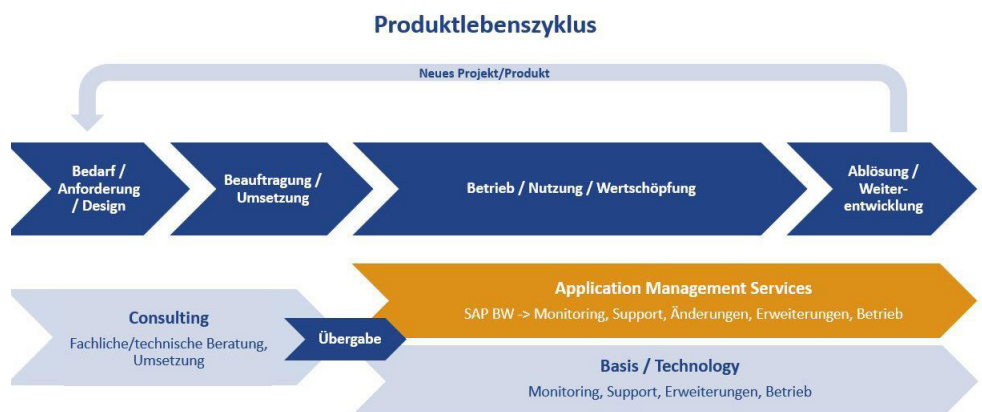 Produktlebenszyklus
Neues Projekt/Produkt
Bedarf /
Anforderung
/ Design
Beauftragung /
Umsetzung
Betrieb / Nutzung / Wertschöpfung
Ablösung /
Weiter-
entwicklung
Consulting
Fachliche/technische Beratung,
Umsetzung
Übergabe
Application Management Services
SAP BW -> Monitoring, Support, Änderungen, Erweiterungen, Betrieb
Basis / Technology
Monitoring, Support, Erweiterungen, Betrieb